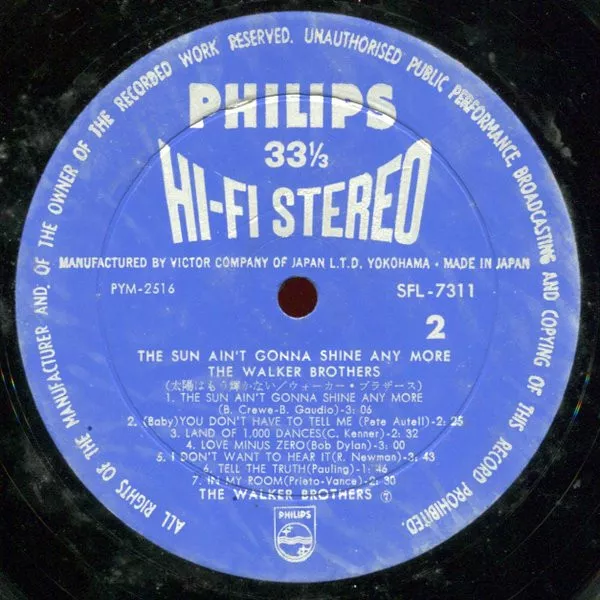 ALL RIGHTS OF THE MANUFACTURER AND OF THE OWNER OF THE RECORDED WORK RESERVED. UNAUTHORISED PUBLIC PERFORMANCE, BROADCASTING AND COPYING OF THIS RECORD PROHIBITED.
PHILIPS
33⅓
HI-FI STEREO
MANUFACTURED BY VICTOR COMPANY OF JAPAN L.T.D. YOKOHAMA • MADE IN JAPAN
PYM-2516 SFL-7311
2
THE SUN AIN'T GONNA SHINE ANY MORE
THE WALKER BROTHERS
(太陽はもう輝かない/ウォーカー・ブラザース)
1. THE SUN AIN'T GONNA SHINE ANY MORE
(B. Crewe-B. Gaudio)-3: 06
2. (Baby)YOU DON'T HAVE TO TELL ME (Pete Autell)-2: 25
3. LAND OF 1,000 DANCES(C. Kenner)-2: 32
4. LOVE MINUS ZERO(Bob Dylan)-3: 00
5. I DON'T WANT TO HEAR IT(R. Newman)-3: 43
6. TELL THE TRUTH(Pauling)-1: 46
7. IN MY ROOM(Prieto-Vance)-2: 30
THE WALKER BROTHERS
PHILIPS